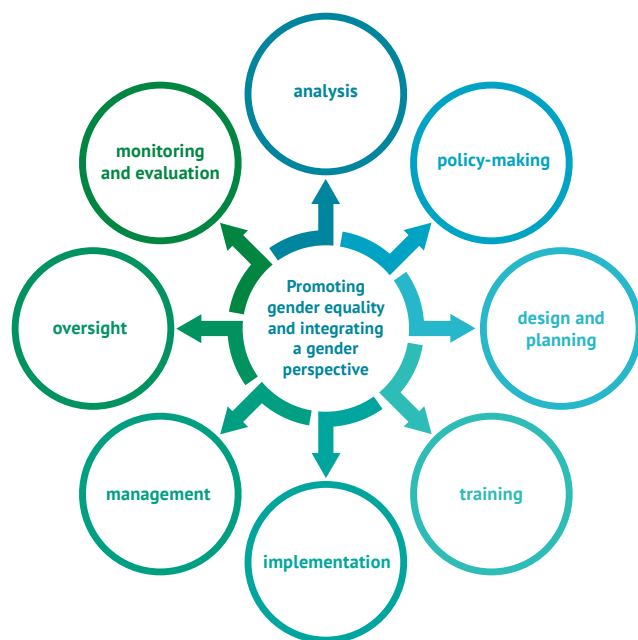 analysis
policy-making
design and
planning
training
implementation
management
oversight
monitoring
and evaluation
Promoting
gender equality
and integrating
a gender
perspective